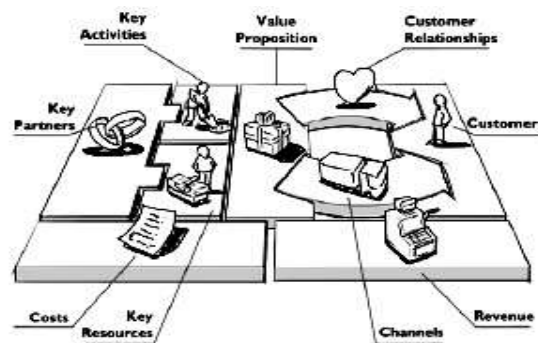 Key
Activities
Value
Proposition
Customer
Relationships
Key
Partners
Customer
Costs
Key
Resources
Channels
Revenue